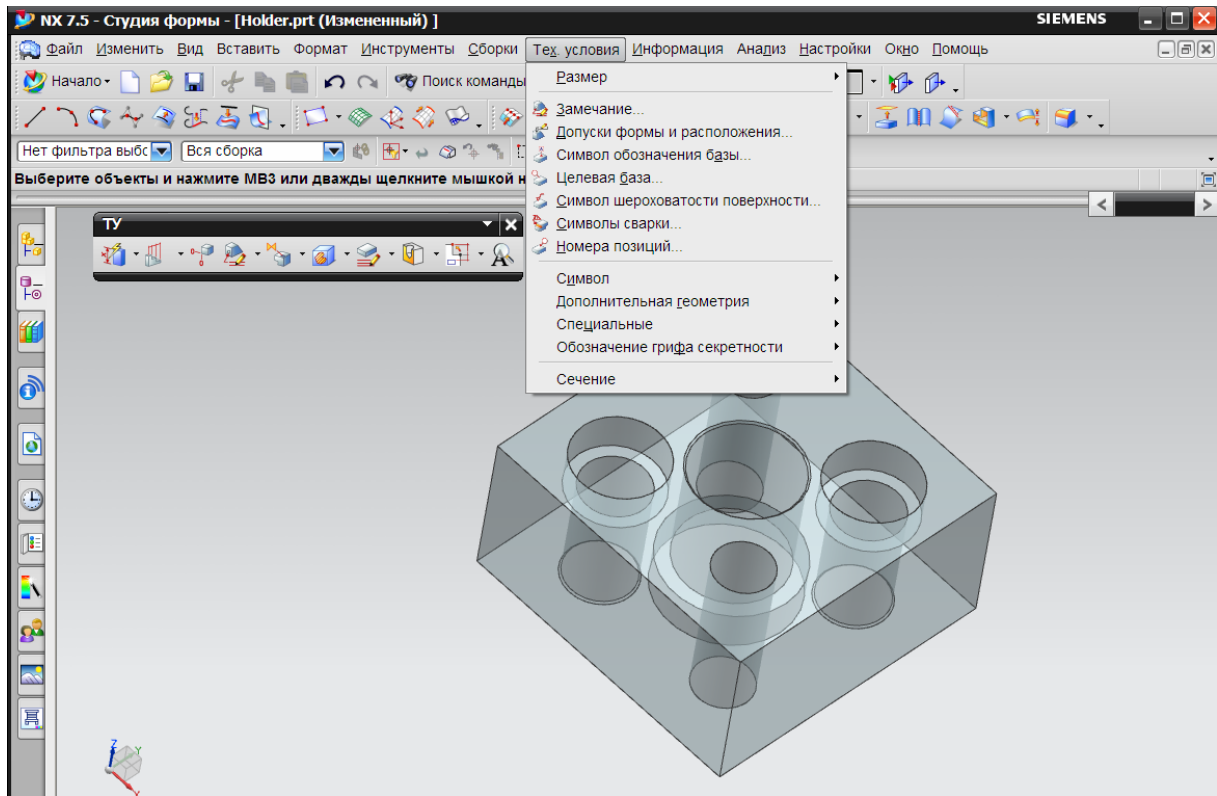 NX 7.5 - Студия формы - [Holder.prt (Измененный) ] SIEMENS
Файл Изменить Вид Вставить Формат Инструменты Сборки Тех. условия Информация Анализ Настройки Окно Помощь
Начало Поиск команды
Нет фильтра выбс Вся сборка
Выберите объекты и нажмите МВ3 или дважды щелкните мышкой н
ТУ
Размер
Замечание...
Допуски формы и расположения...
Символ обозначения базы...
Целевая база...
Символ шероховатости поверхности...
Символы сварки...
Номера позиций...
Символ
Дополнительная геометрия
Специальные
Обозначение грифа секретности
Сечение
Z
Y
X